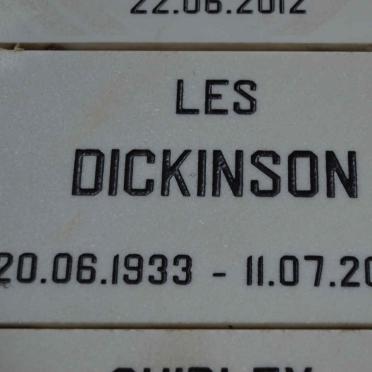 22.06.2012
LES
DICKINSON
20.06.1933 - 11.07.20